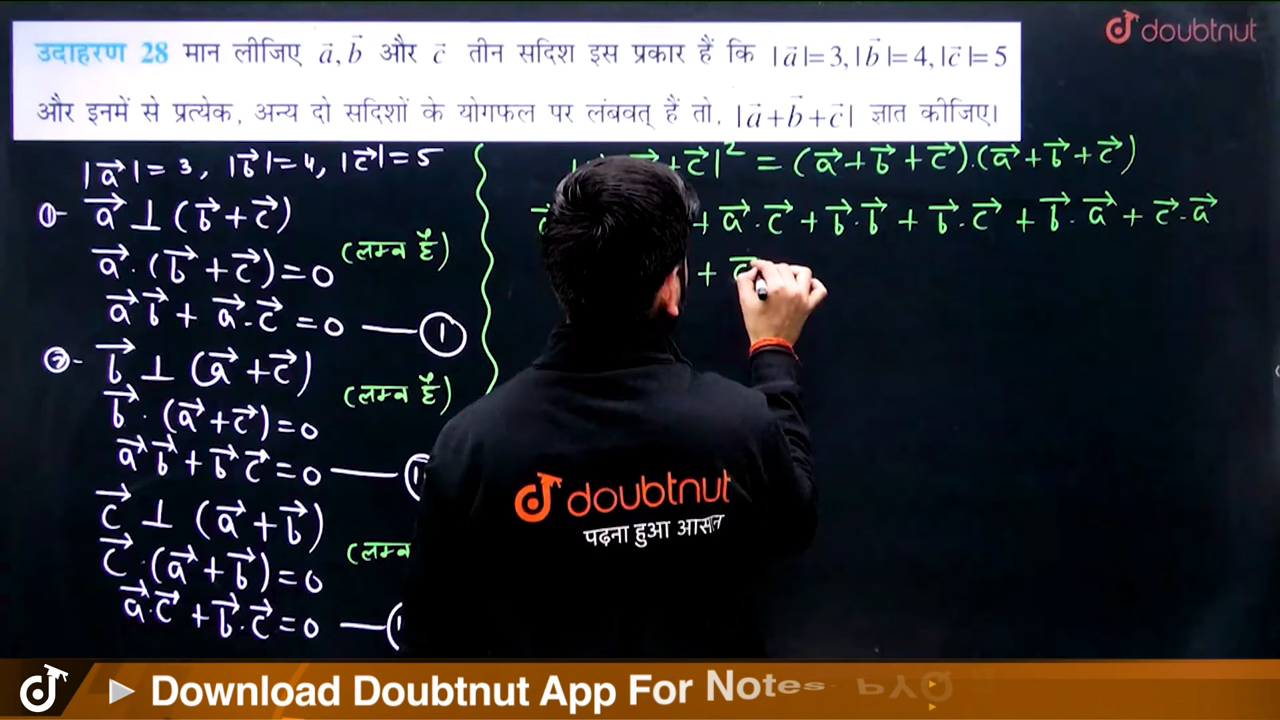 उदाहरण 28 मान लीजिए a⃗, b⃗ और c⃗ तीन सदिश इस प्रकार हैं कि |a⃗|=3, |b⃗|=4, |c⃗|=5
और इनमें से प्रत्येक, अन्य दो सदिशों के योगफल पर लंबवत् हैं तो, |a⃗+b⃗+c⃗| ज्ञात कीजिए।
doubtnut
|a⃗|=3, |b⃗|=4, |c⃗|=5
①- a⃗ ⊥ (b⃗+c⃗)
(लम्ब है)
a⃗·(b⃗+c⃗)=0
a⃗ b⃗ + a⃗·c⃗ =0 — ①
②- b⃗ ⊥ (a⃗+c⃗)
(लम्ब है)
b⃗·(a⃗+c⃗)=0
a⃗ b⃗ + b⃗ c⃗ =0 —
c⃗ ⊥ (a⃗+b⃗)
(लम्ब
c⃗·(a⃗+b⃗)=0
a⃗·c⃗ + b⃗·c⃗ =0 —
+c⃗|² = (a⃗+b⃗+c⃗)·(a⃗+b⃗+c⃗)
+ a⃗·c⃗ + b⃗·b⃗ + b⃗·c⃗ + b⃗·a⃗ + c⃗·a⃗
+ c⃗
doubtnut
पढ़ना हुआ आसान
Download Doubtnut App For Notes